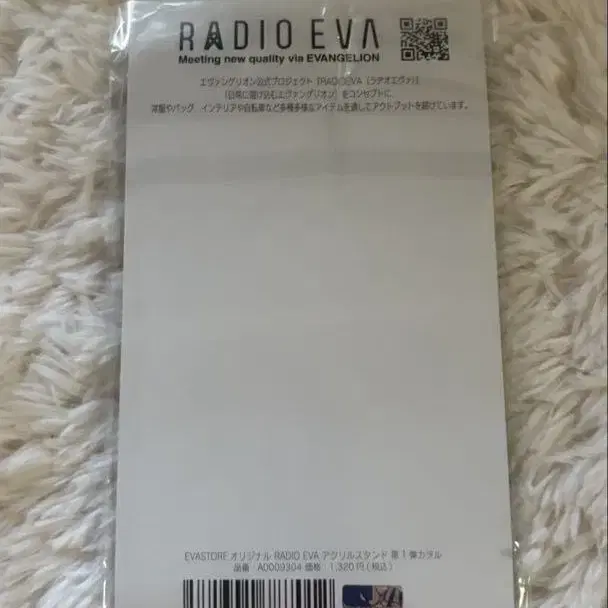 RADIO EVA
Meeting new quality via EVANGELION
エヴァンゲリオン公式プロジェクト『RADIO EVA（ラヂオエヴァ）』
「日常に溶け込むエヴァンゲリオン」をコンセプトに、
洋服やバッグ、インテリアや自転車など多種多様なアイテムを通してアウトプットを続けています。
EVASTORE オリジナル RADIO EVA アクリルスタンド 第1弾カヲル
品番：A0009304 価格：1,320円(税込)